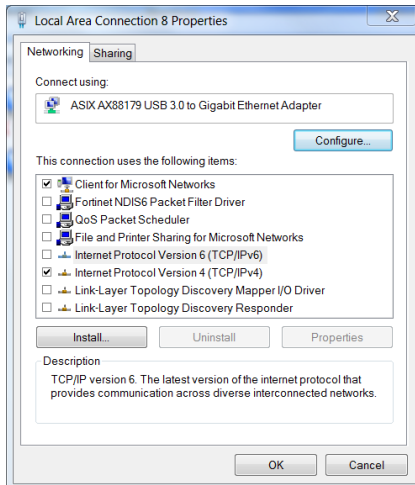 Local Area Connection 8 Properties
Networking Sharing
Connect using:
ASIX AX88179 USB 3.0 to Gigabit Ethernet Adapter
Configure...
This connection uses the following items:
Client for Microsoft Networks
Fortinet NDIS6 Packet Filter Driver
QoS Packet Scheduler
File and Printer Sharing for Microsoft Networks
Internet Protocol Version 6 (TCP/IPv6)
Internet Protocol Version 4 (TCP/IPv4)
Link-Layer Topology Discovery Mapper I/O Driver
Link-Layer Topology Discovery Responder
Install... Uninstall Properties
Description
TCP/IP version 6. The latest version of the internet protocol that
provides communication across diverse interconnected networks.
OK Cancel